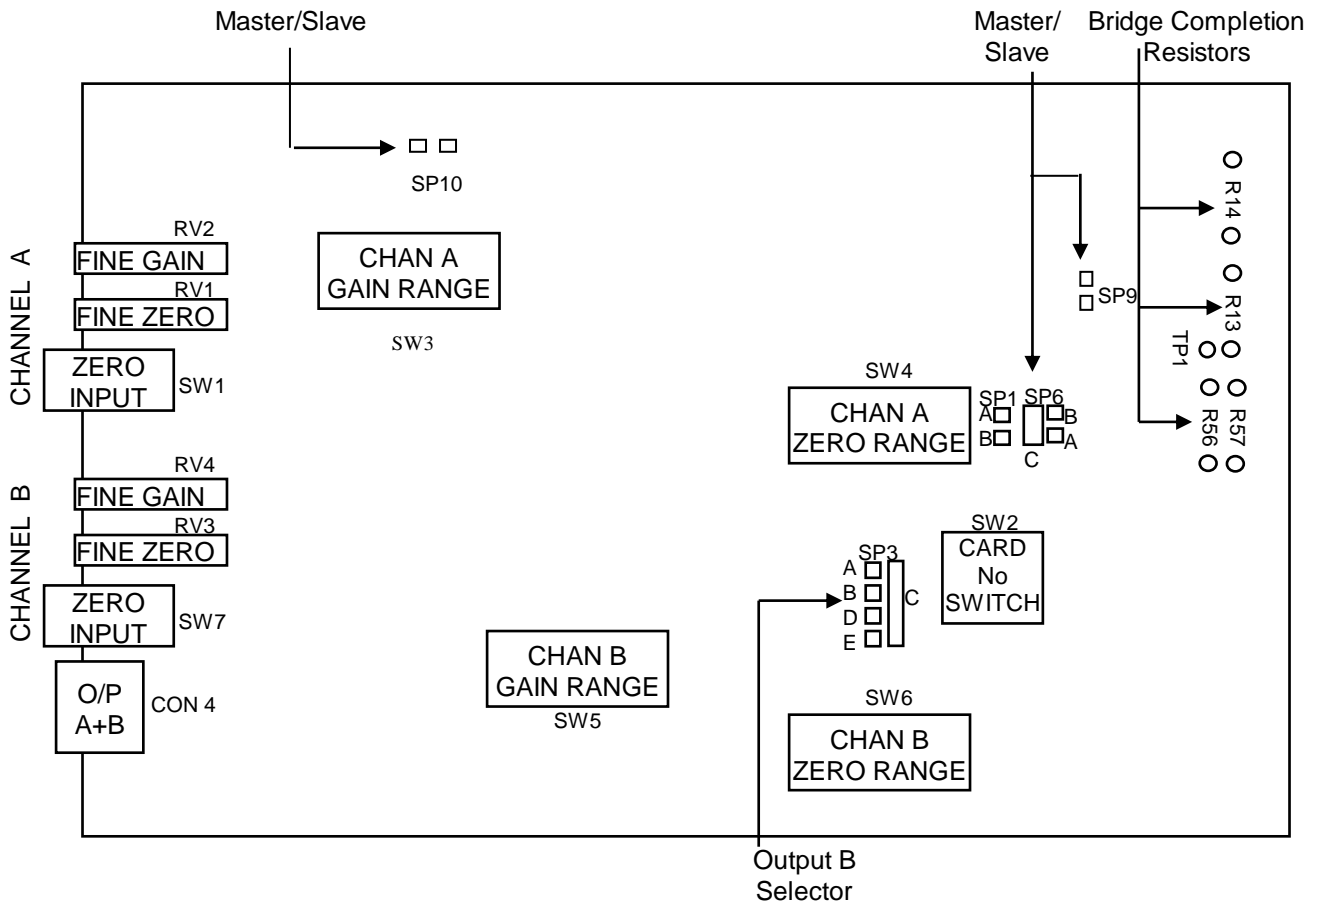 Master/Slave
Master/
Slave
Bridge Completion
Resistors
SP10
R14
CHANNEL A
RV2
FINE GAIN
RV1
FINE ZERO
ZERO
INPUT
SW1
CHAN A
GAIN RANGE
SW3
SP9
R13
TP1
SW4
CHAN A
ZERO RANGE
SP1
A
B
SP6
B
A
C
R56
R57
CHANNEL B
RV4
FINE GAIN
RV3
FINE ZERO
ZERO
INPUT
SW7
O/P
A+B
CON 4
CHAN B
GAIN RANGE
SW5
SP3
A
B
D
E
C
SW2
CARD
No
SWITCH
SW6
CHAN B
ZERO RANGE
Output B
Selector